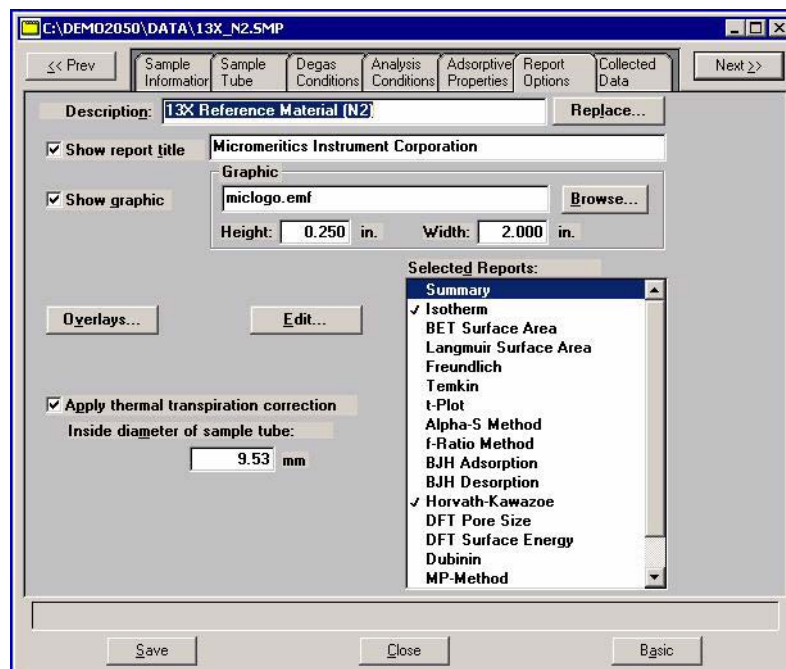 C:\DEMO2050\DATA\13X_N2.SMP
<< Prev
Sample Information
Sample Tube
Degas Conditions
Analysis Conditions
Adsorptive Properties
Report Options
Collected Data
Next >>
Description: 13X Reference Material (N2) Replace...
Show report title Micromeritics Instrument Corporation
Graphic
Show graphic miclogo.emf Browse...
Height: 0.250 in. Width: 2.000 in.
Selected Reports:
Summary
Isotherm
BET Surface Area
Langmuir Surface Area
Freundlich
Temkin
t-Plot
Alpha-S Method
f-Ratio Method
BJH Adsorption
BJH Desorption
Horvath-Kawazoe
DFT Pore Size
DFT Surface Energy
Dubinin
MP-Method
Overlays... Edit...
Apply thermal transpiration correction
Inside diameter of sample tube:
9.53 mm
Save Close Basic